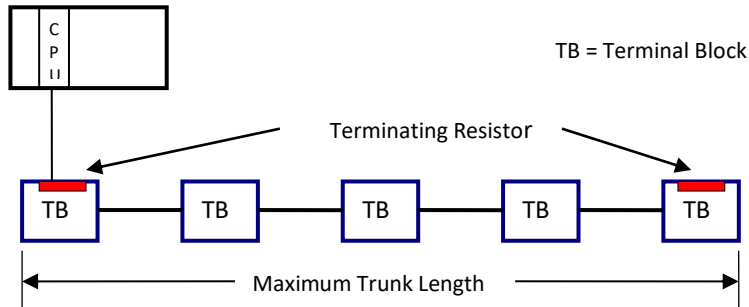 C
P
U
TB = Terminal Block
Terminating Resistor
TB TB TB TB TB
Maximum Trunk Length